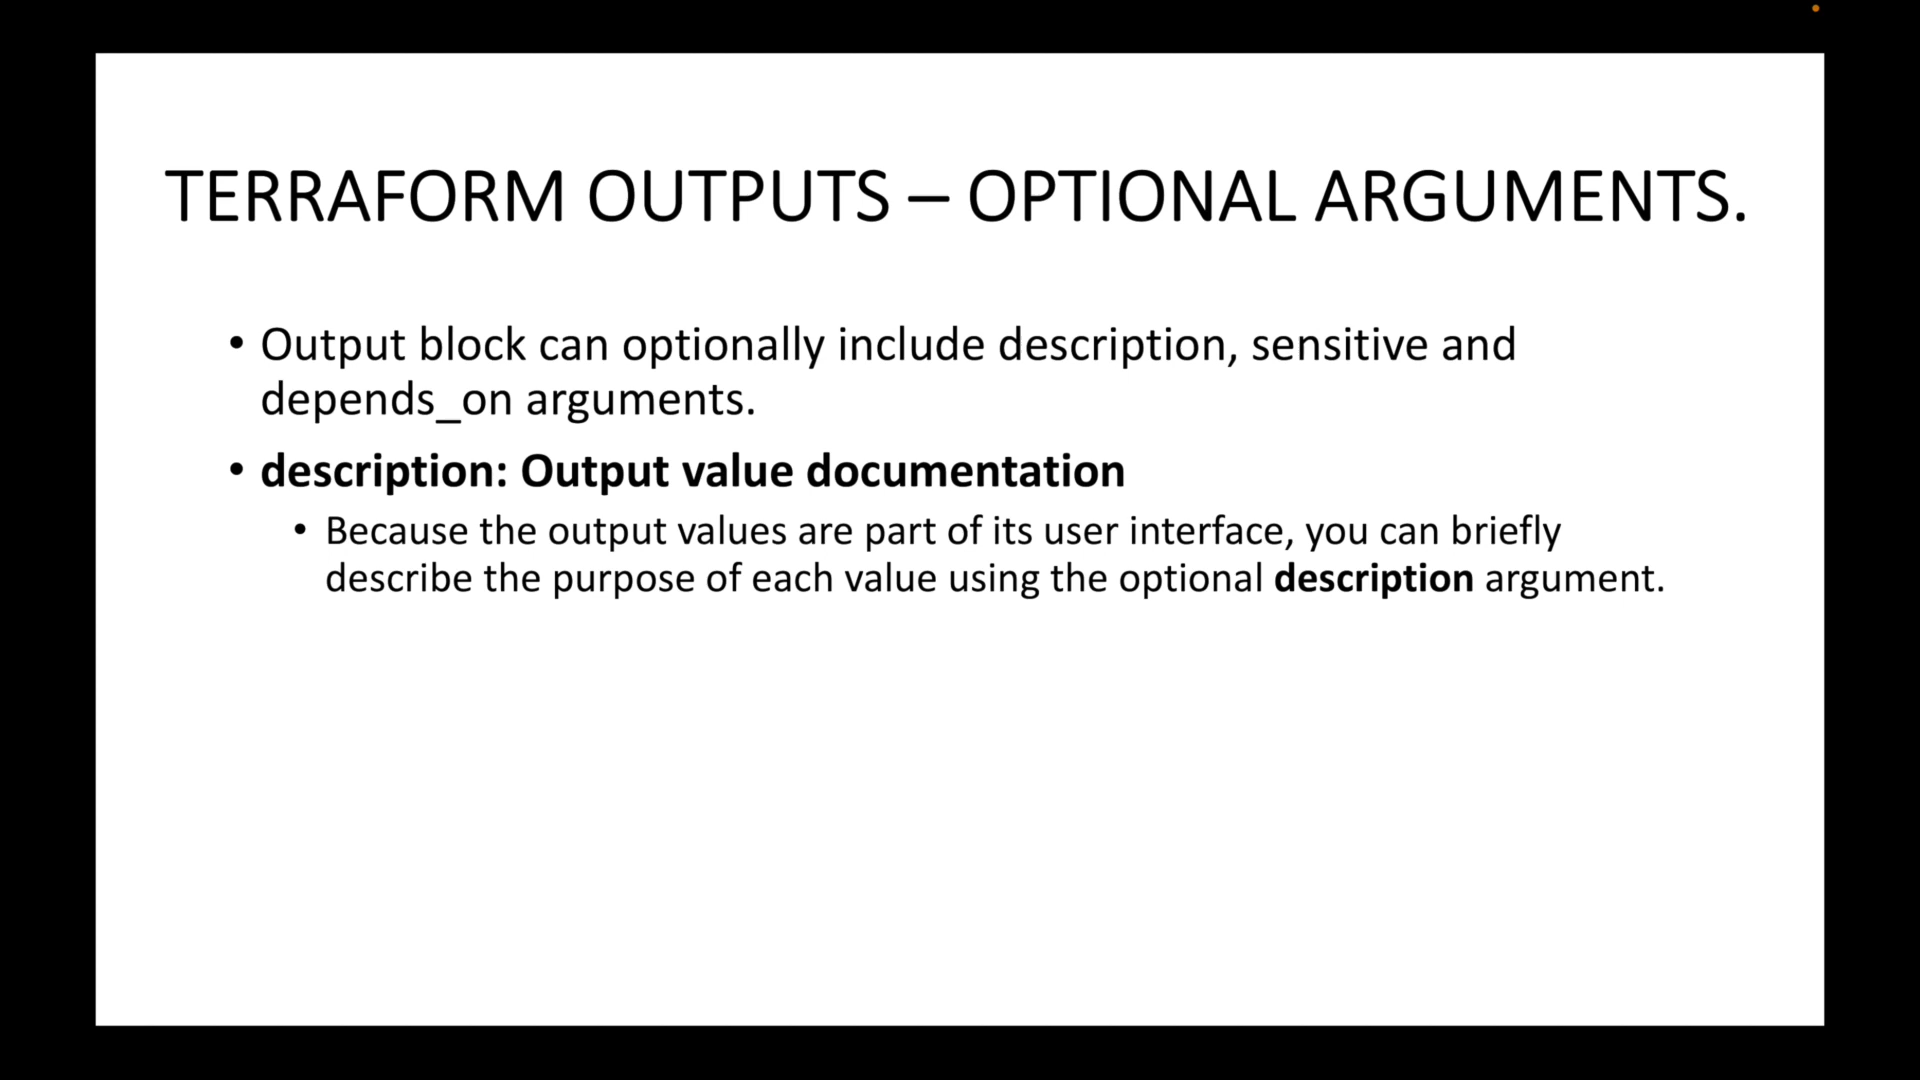 TERRAFORM OUTPUTS – OPTIONAL ARGUMENTS.
• Output block can optionally include description, sensitive and
depends_on arguments.
• description: Output value documentation
• Because the output values are part of its user interface, you can briefly
describe the purpose of each value using the optional description argument.